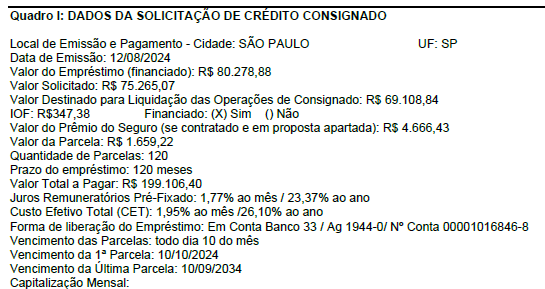 Quadro I: DADOS DA SOLICITAÇÃO DE CRÉDITO CONSIGNADO
Local de Emissão e Pagamento - Cidade: SÃO PAULO UF: SP
Data de Emissão: 12/08/2024
Valor do Empréstimo (financiado): R$ 80.278,88
Valor Solicitado: R$ 75.265,07
Valor Destinado para Liquidação das Operações de Consignado: R$ 69.108,84
IOF: R$347,38 Financiado: (X) Sim () Não
Valor do Prêmio do Seguro (se contratado e em proposta apartada): R$ 4.666,43
Valor da Parcela: R$ 1.659,22
Quantidade de Parcelas: 120
Prazo do empréstimo: 120 meses
Valor Total a Pagar: R$ 199.106,40
Juros Remuneratórios Pré-Fixado: 1,77% ao mês / 23,37% ao ano
Custo Efetivo Total (CET): 1,95% ao mês /26,10% ao ano
Forma de liberação do Empréstimo: Em Conta Banco 33 / Ag 1944-0/ Nº Conta 00001016846-8
Vencimento das Parcelas: todo dia 10 do mês
Vencimento da 1ª Parcela: 10/10/2024
Vencimento da Última Parcela: 10/09/2034
Capitalização Mensal: